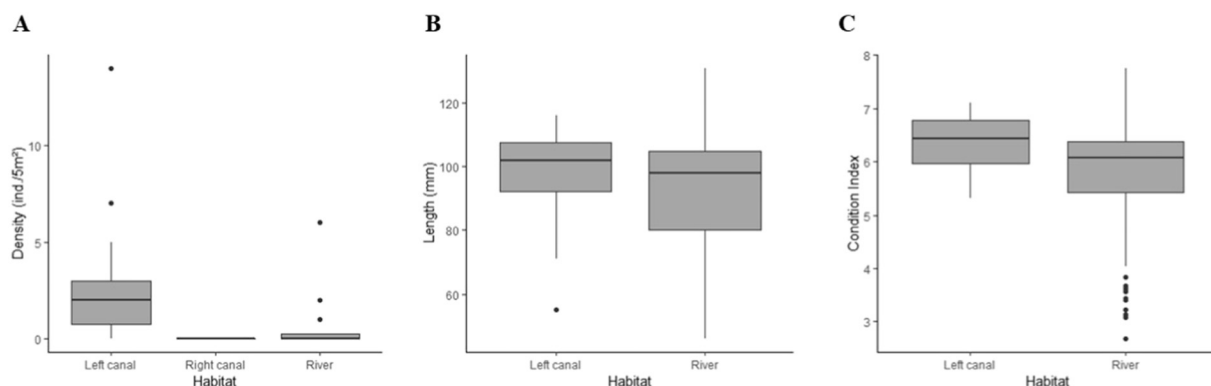 A
Density (ind./5m²)
10
5
0
Left canal Right canal River
Habitat
B
Length (mm)
120
100
80
60
Left canal River
Habitat
C
Condition Index
8
7
6
5
4
3
Left canal River
Habitat